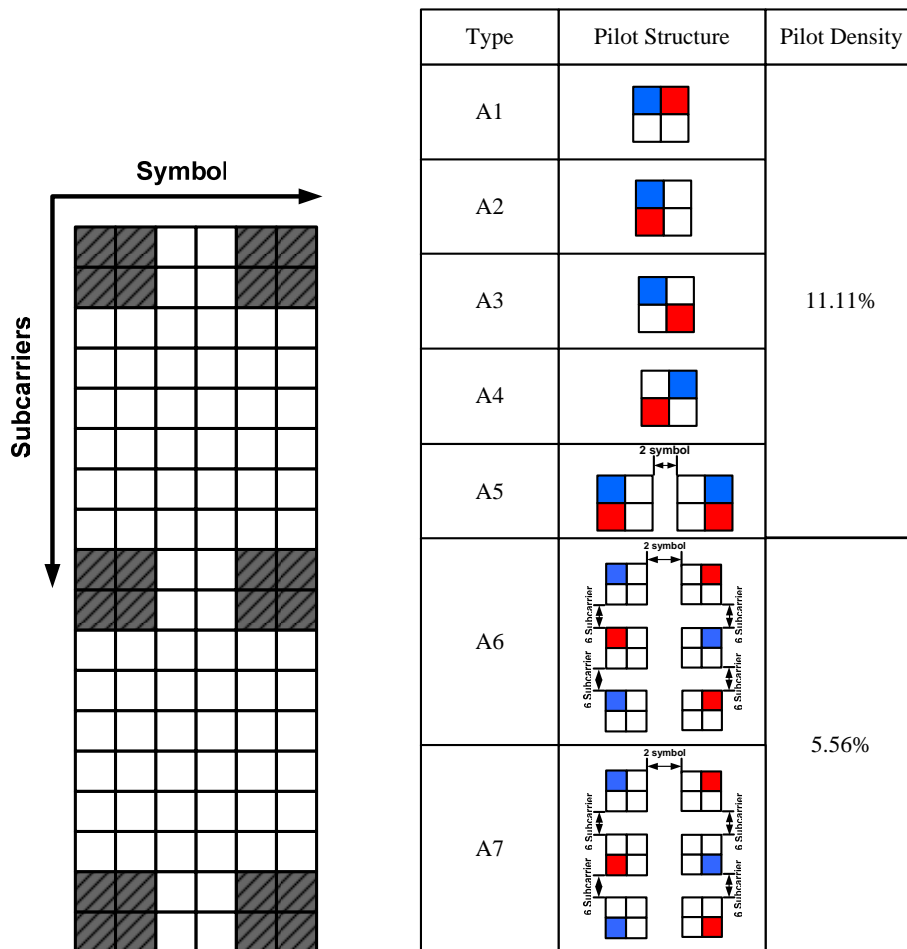 Symbol
Subcarriers
Type Pilot Structure Pilot Density
A1
A2
A3
11.11%
A4
2 symbol
A5
2 symbol
6 Subcarrier 6 Subcarrier
A6
6 Subcarrier 6 Subcarrier
5.56%
2 symbol
6 Subcarrier 6 Subcarrier
A7
6 Subcarrier 6 Subcarrier